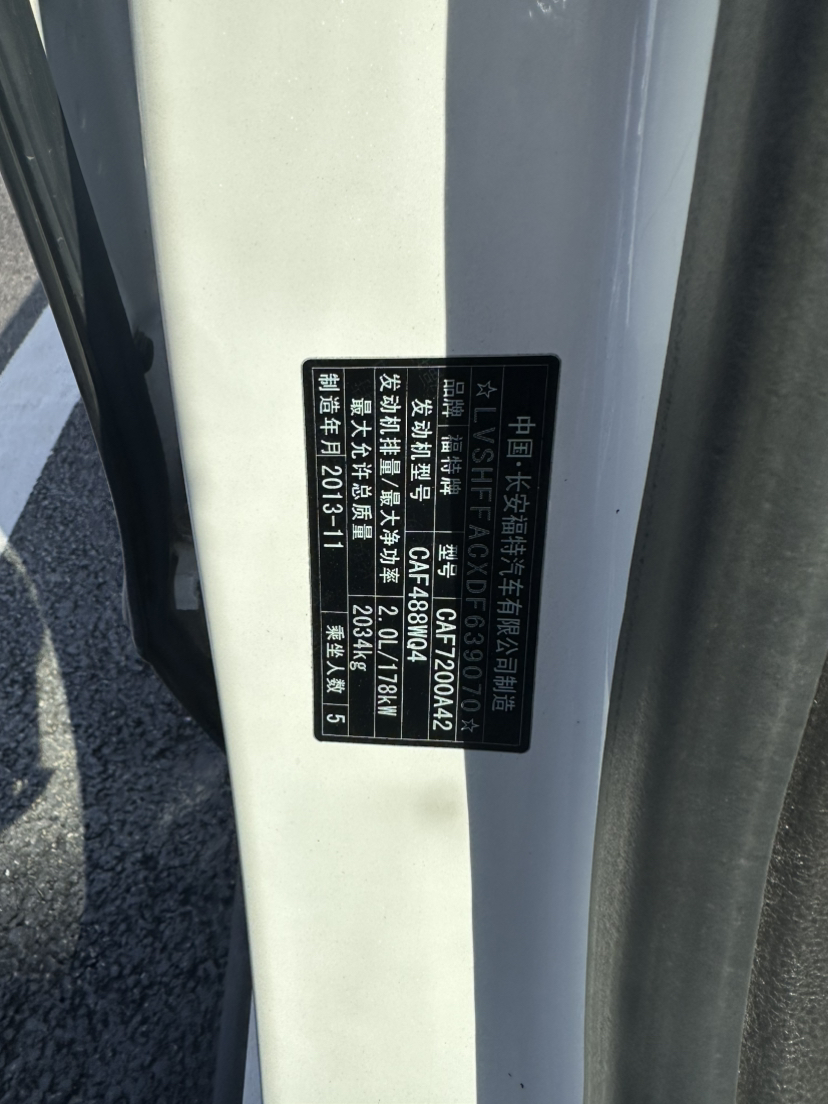 中国·长安福特汽车有限公司制造
☆LVSHFFACXDF639070☆
品牌 福特牌 型号 CAF7200A42
发动机型号 CAF488WQ4
发动机排量/最大净功率 2.0L/178kW
最大允许总质量 2034kg
制造年月 2013-11 乘坐人数 5